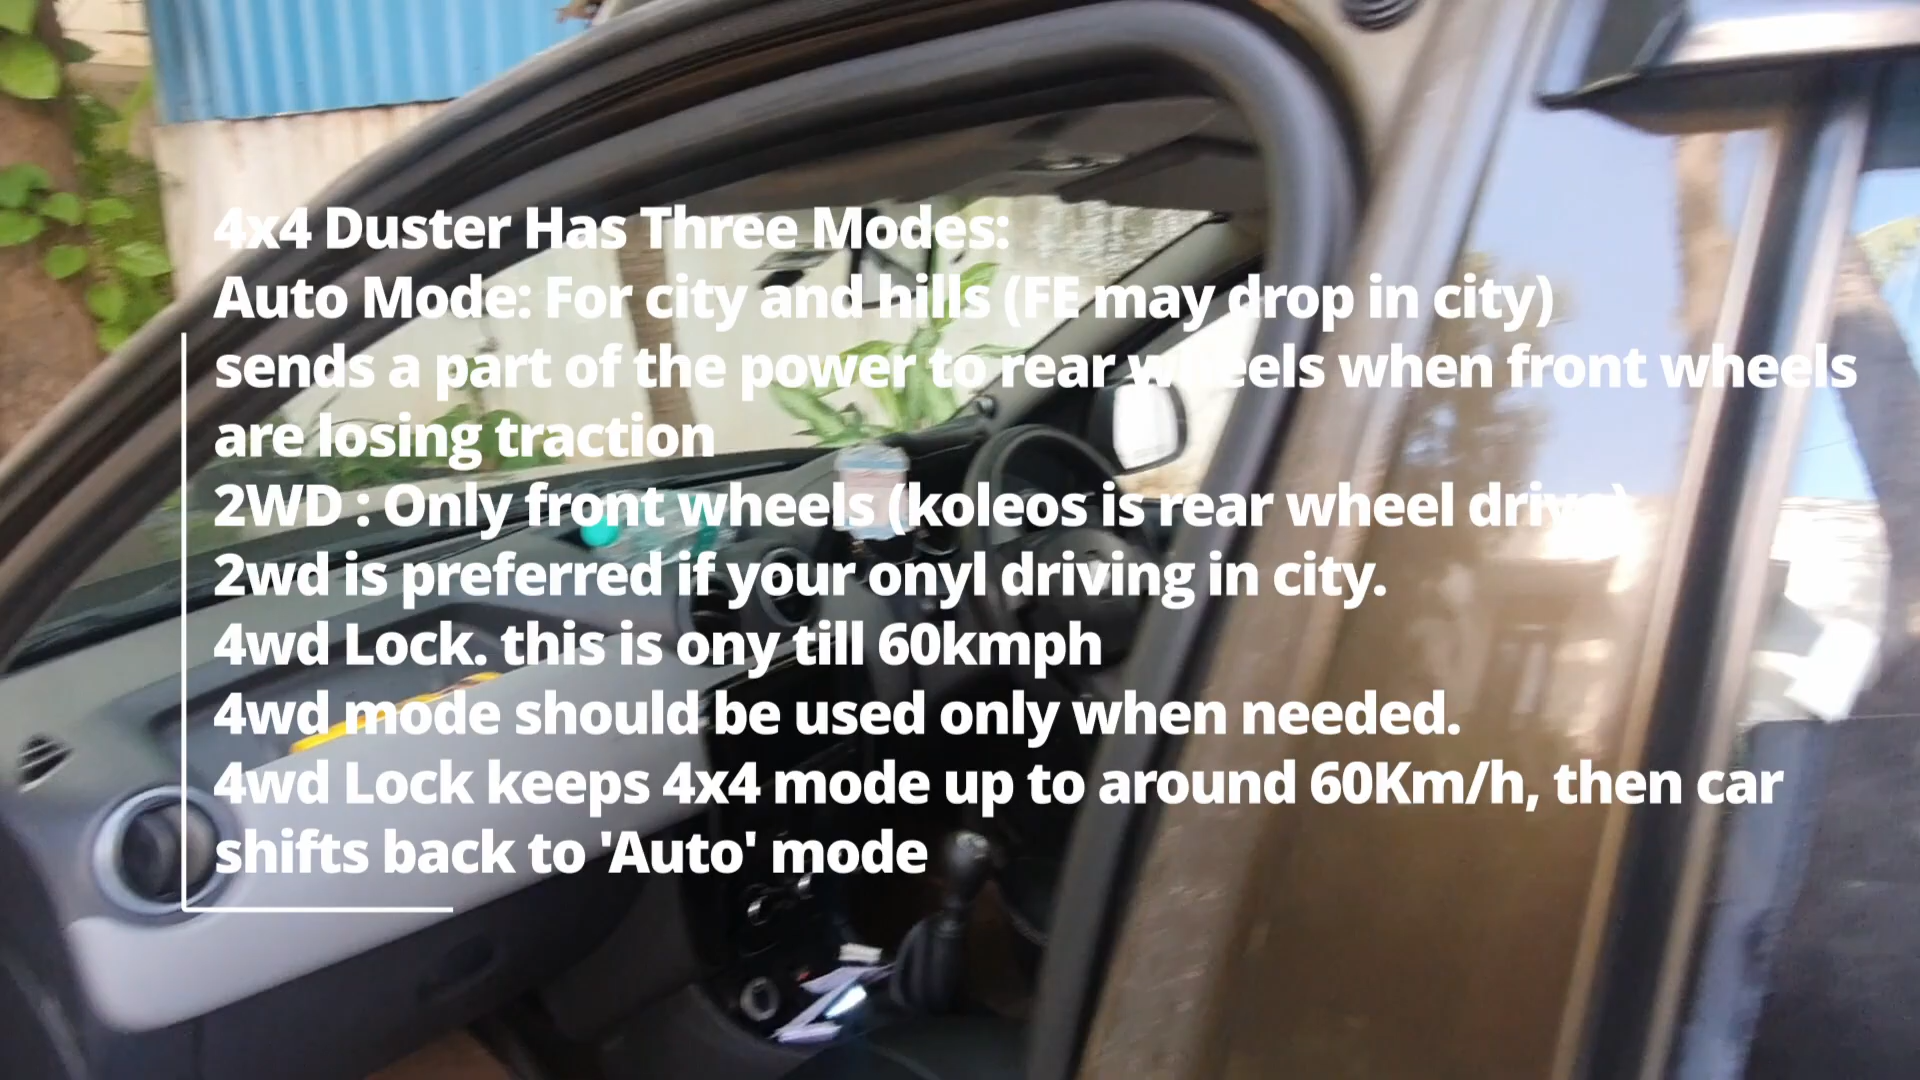 4x4 Duster Has Three Modes:
Auto Mode: For city and hills (FE may drop in city)
sends a part of the power to rear wheels when front wheels
are losing traction
2WD : Only front wheels (koleos is rear wheel drive)
2wd is preferred if your onyl driving in city.
4wd Lock. this is ony till 60kmph
4wd mode should be used only when needed.
4wd Lock keeps 4x4 mode up to around 60Km/h, then car
shifts back to 'Auto' mode